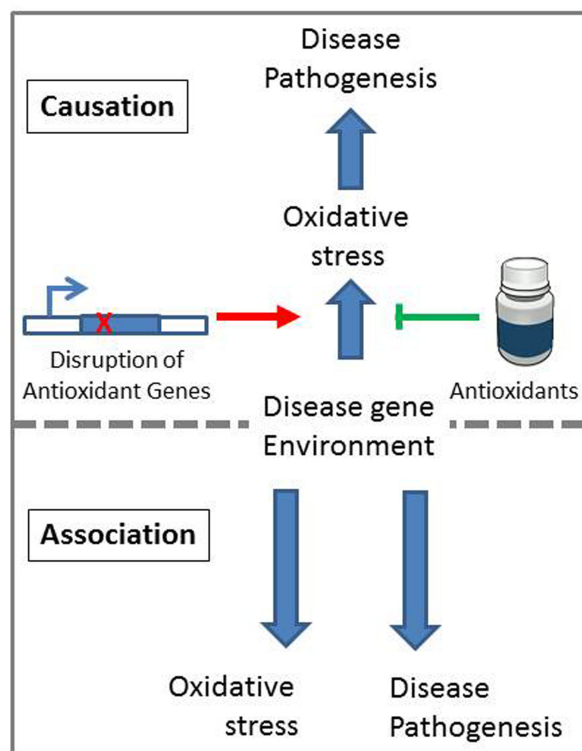 Disease
Pathogenesis
Causation
Oxidative
stress
X
Disruption of
Antioxidant Genes
Antioxidants
Disease gene
Environment
Association
Oxidative
stress
Disease
Pathogenesis